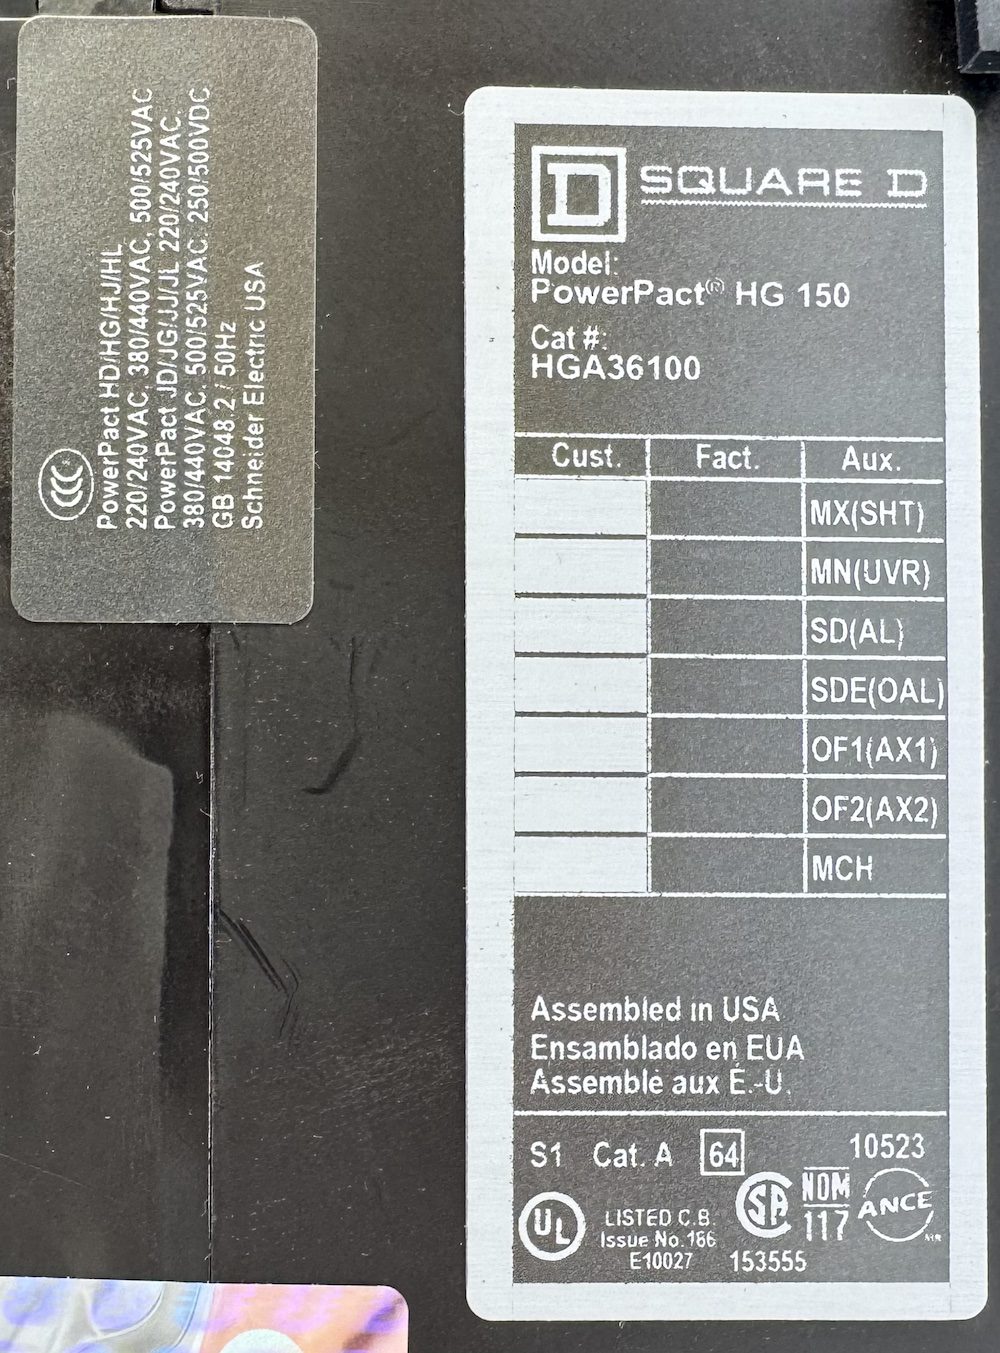 CCC
PowerPact HD/HG/HJ/HL
220/240VAC, 380/440VAC, 500/525VAC
PowerPact JD/JG/JJ/JL 220/240VAC,
380/440VAC. 500/525VAC. 250/500VDC
GB 14048.2 / 50Hz
Schneider Electric USA
D SQUARE D
Model:
PowerPact® HG 150
Cat #:
HGA36100
Cust. Fact. Aux.
MX(SHT)
MN(UVR)
SD(AL)
SDE(OAL)
OF1(AX1)
OF2(AX2)
MCH
Assembled in USA
Ensamblado en EUA
Assemblé aux É.-U.
S1 Cat. A 64 10523
UL LISTED C.B. SA NOM ANCE
Issue No.166 117
E10027 153555